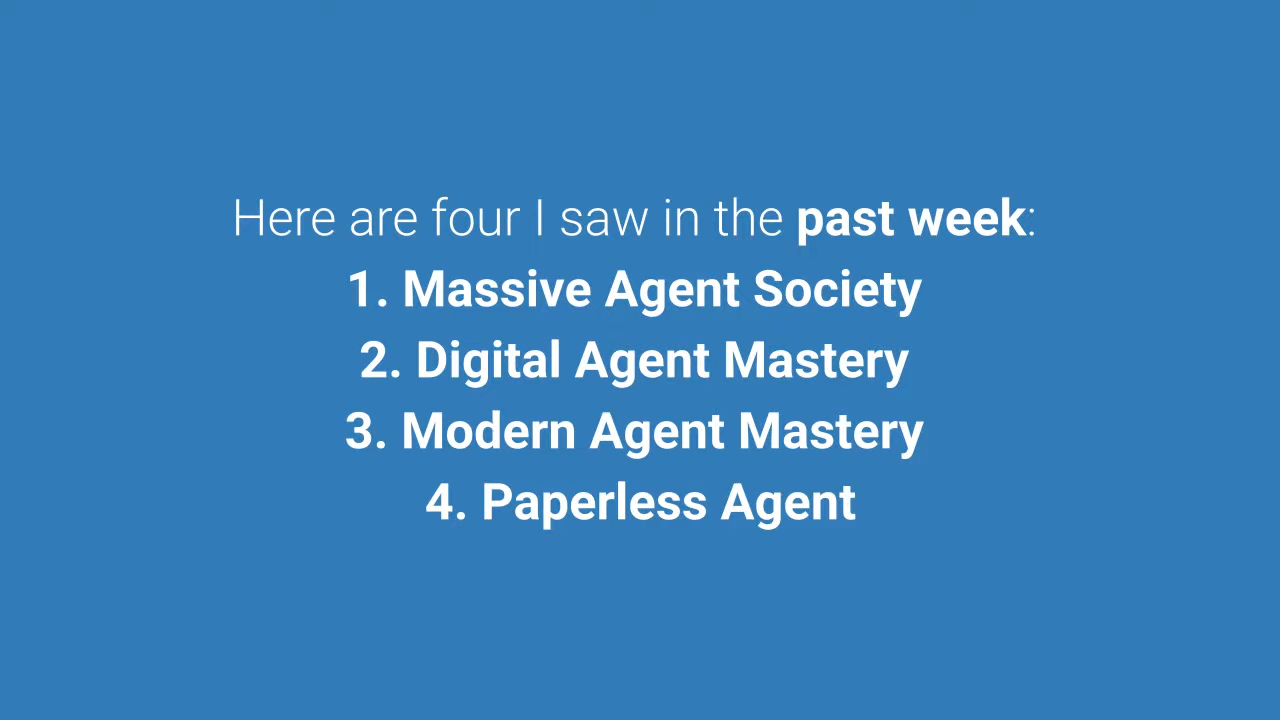 Here are four I saw in the past week:
1. Massive Agent Society
2. Digital Agent Mastery
3. Modern Agent Mastery
4. Paperless Agent